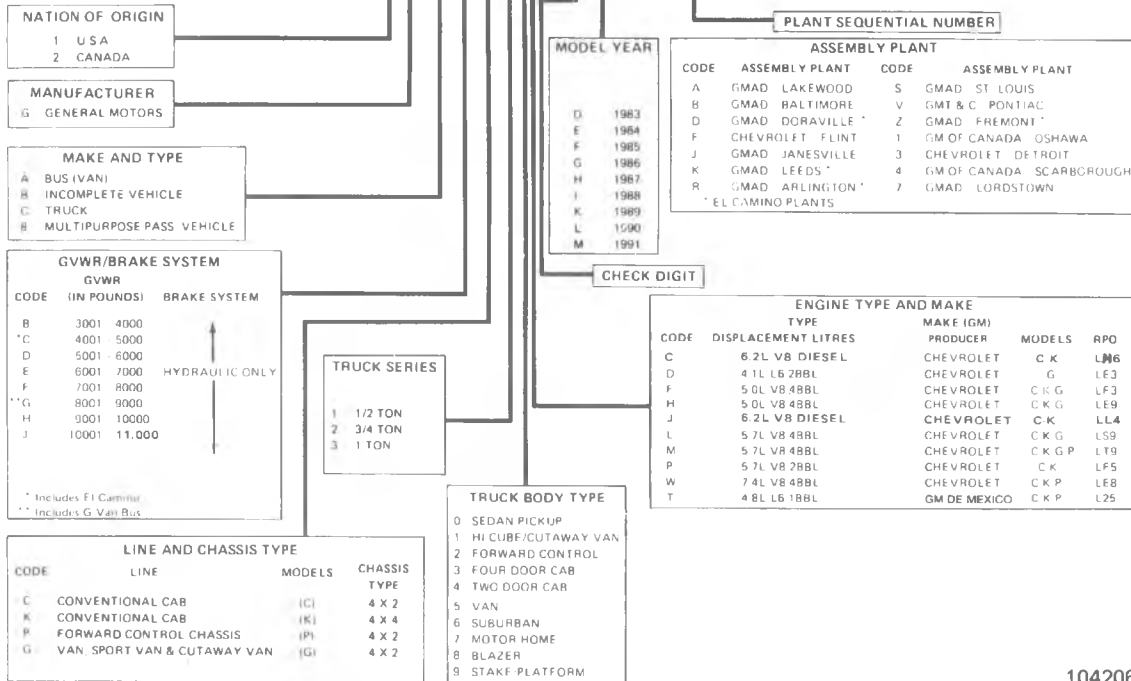 NATION OF ORIGIN
1 USA
2 CANADA
MANUFACTURER
G GENERAL MOTORS
MAKE AND TYPE
A BUS (VAN)
B INCOMPLETE VEHICLE
C TRUCK
8 MULTIPURPOSE PASS VEHICLE
GVWR/BRAKE SYSTEM
GVWR
CODE (IN POUNDS) BRAKE SYSTEM
B 3001 4000
*C 4001 - 5000
D 5001 - 6000
E 6001 7000 HYDRAULIC ONLY
F 7001 8000
**G 8001 9000
H 9001 10000
J 10001 11.000
* Includes El Camino
** Includes G Van Bus
LINE AND CHASSIS TYPE
CODE LINE MODELS CHASSIS TYPE
C CONVENTIONAL CAB (C) 4 X 2
K CONVENTIONAL CAB (K) 4 X 4
P FORWARD CONTROL CHASSIS (P) 4 X 2
G VAN, SPORT VAN & CUTAWAY VAN (G) 4 X 2
TRUCK SERIES
1 1/2 TON
2 3/4 TON
3 1 TON
TRUCK BODY TYPE
0 SEDAN PICKUP
1 HI CUBE/CUTAWAY VAN
2 FORWARD CONTROL
3 FOUR DOOR CAB
4 TWO DOOR CAB
5 VAN
6 SUBURBAN
7 MOTOR HOME
8 BLAZER
9 STAKE-PLATFORM
MODEL YEAR
D 1983
E 1984
F 1985
G 1986
H 1987
1988
K 1989
L 1990
M 1991
CHECK DIGIT
PLANT SEQUENTIAL NUMBER
ASSEMBLY PLANT
CODE ASSEMBLY PLANT CODE ASSEMBLY PLANT
A GMAD LAKEWOOD S GMAD ST LOUIS
B GMAD BALTIMORE V GMT & C PONTIAC
D GMAD DORAVILLE * Z GMAD FREMONT *
F CHEVROLET FLINT 1 GM OF CANADA OSHAWA
J GMAD JANESVILLE 3 CHEVROLET DETROIT
K GMAD LEEDS * 4 GM OF CANADA SCARBOROUGH
R GMAD ARLINGTON * 7 GMAD LORDSTOWN
* EL CAMINO PLANTS
ENGINE TYPE AND MAKE
TYPE MAKE (GM)
CODE DISPLACEMENT LITRES PRODUCER MODELS RPO
C 6.2L V8 DIESEL CHEVROLET C K LH6
D 4.1L L6 2BBL CHEVROLET G LE3
F 5.0L V8 4BBL CHEVROLET C K G LF3
H 5.0L V8 4BBL CHEVROLET C K G LE9
J 6.2L V8 DIESEL CHEVROLET C-K LL4
L 5.7L V8 4BBL CHEVROLET C K G LS9
M 5.7L V8 4BBL CHEVROLET C K G P LT9
P 5.7L V8 2BBL CHEVROLET C K LF5
W 7.4L V8 4BBL CHEVROLET C K P LE8
T 4.8L L6 1BBL GM DE MEXICO C K P L25
104206